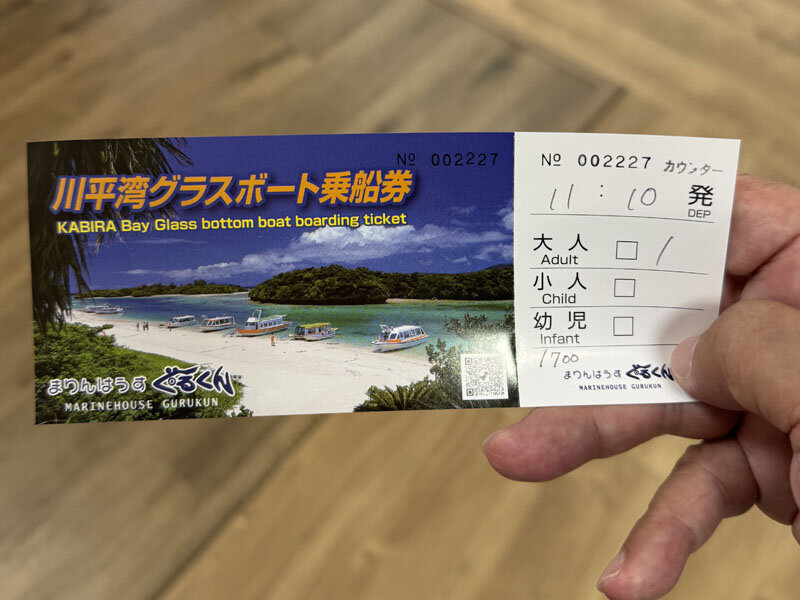 川平湾グラスボート乗船券
KABIRA Bay Glass bottom boat boarding ticket
№ 002227
まりんはうす ぐるくん
MARINEHOUSE GURUKUN
№ 002227 カウンター
11:10 発
DEP
大人 1
Adult
小人
Child
幼児
Infant
1700
まりんはうす ぐるくん
MARINEHOUSE GURUKUN